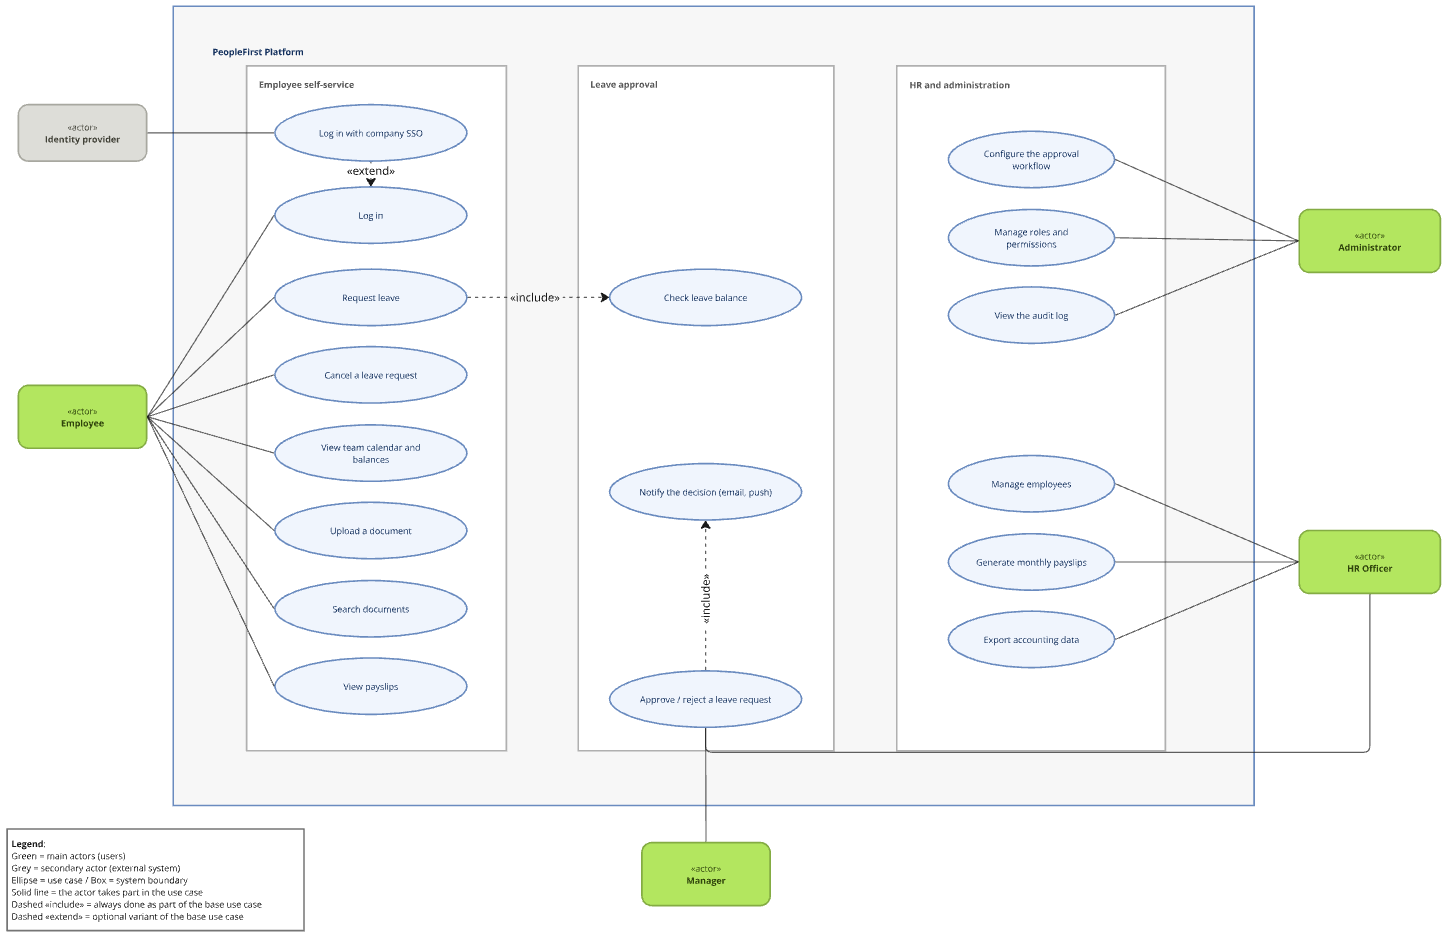 PeopleFirst Platform
Employee self-service
Leave approval
HR and administration
«actor»
Identity provider
Log in with company SSO
«extend»
Log in
Request leave
«include»
Check leave balance
Cancel a leave request
«actor»
Employee
View team calendar and
balances
Upload a document
Search documents
View payslips
Notify the decision (email, push)
«include»
Approve / reject a leave request
Configure the approval
workflow
Manage roles and
permissions
View the audit log
«actor»
Administrator
Manage employees
Generate monthly payslips
Export accounting data
«actor»
HR Officer
«actor»
Manager
Legend:
Green = main actors (users)
Grey = secondary actor (external system)
Ellipse = use case / Box = system boundary
Solid line = the actor takes part in the use case
Dashed «include» = always done as part of the base use case
Dashed «extend» = optional variant of the base use case